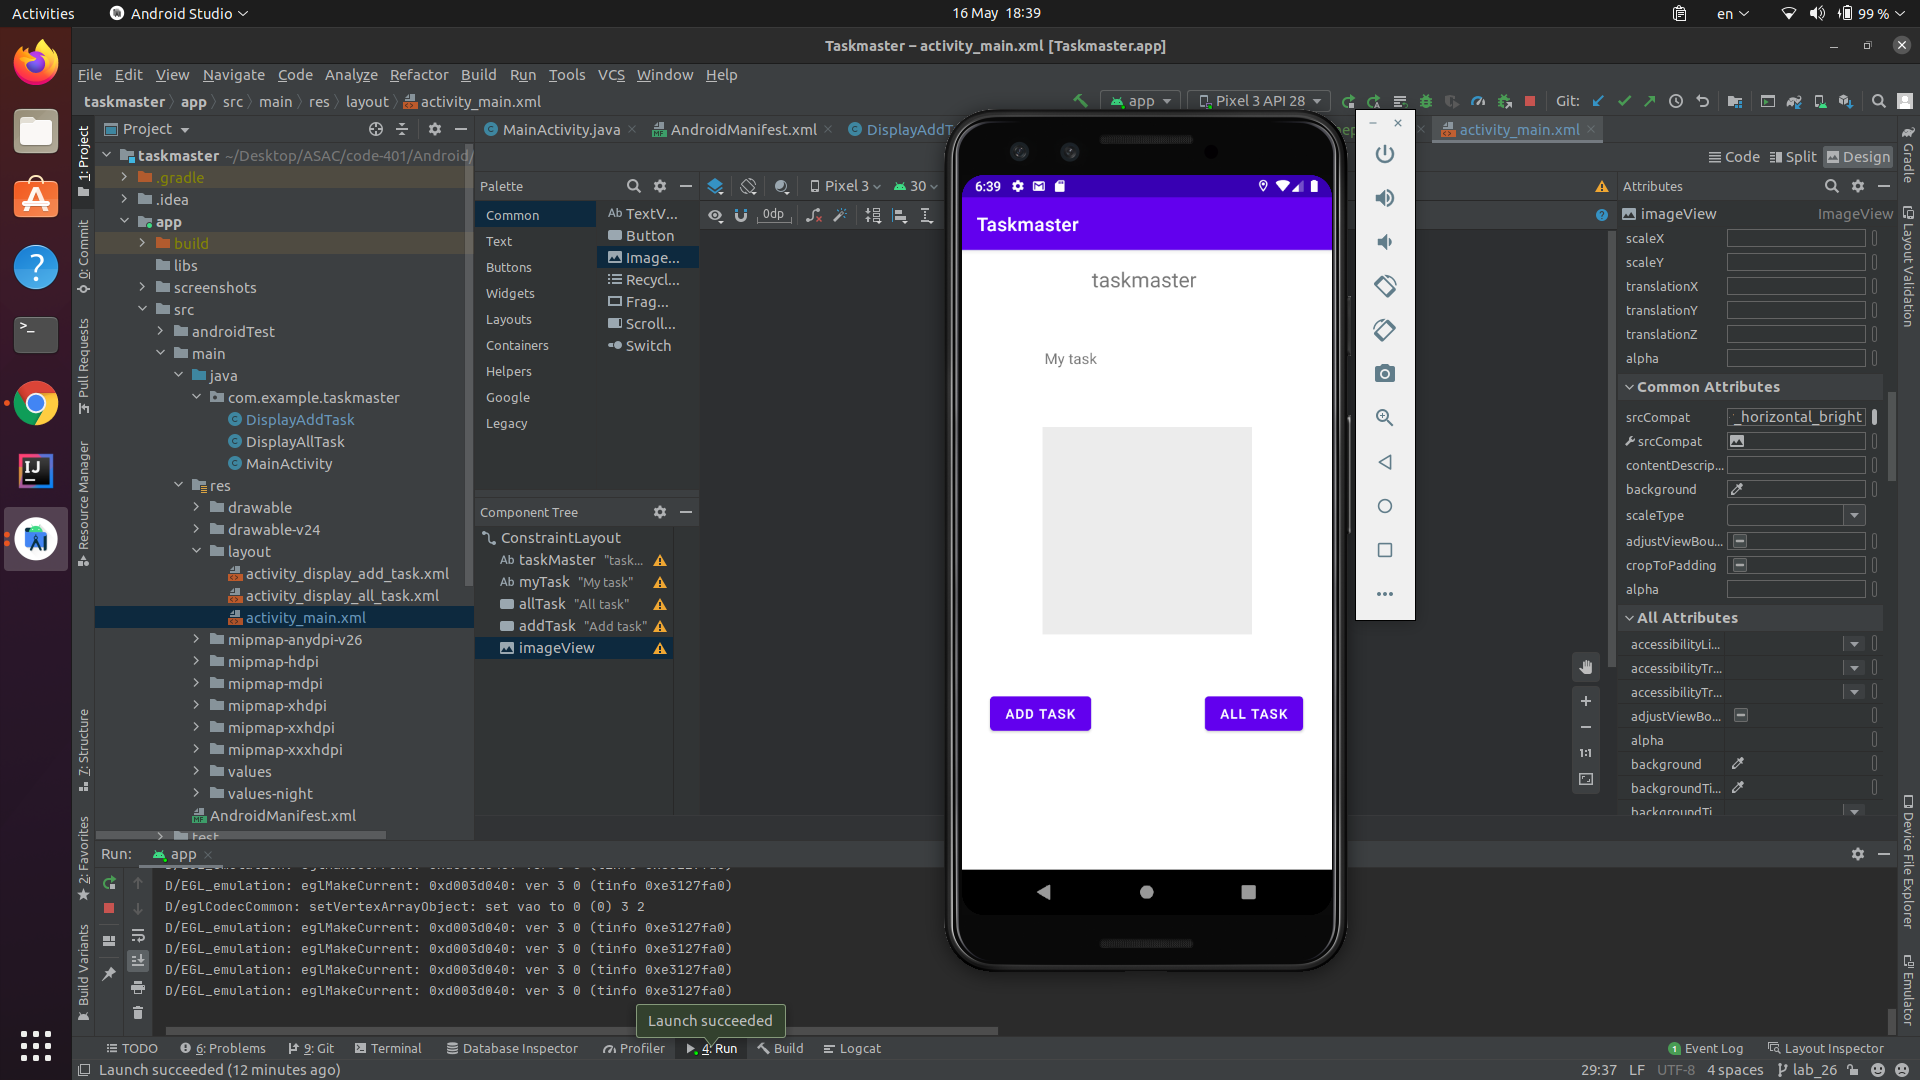 Activities
Android Studio
16 May 18:39
en
99 %
Taskmaster – activity_main.xml [Taskmaster.app]
File Edit View Navigate Code Analyze Refactor Build Run Tools VCS Window Help
taskmaster app src main res layout activity_main.xml
app
Pixel 3 API 28
Git:
Project
MainActivity.java
AndroidManifest.xml
activity_main.xml
Code Split Design
1: Project
0: Commit
Pull Requests
Resource Manager
7: Structure
2: Favorites
Build Variants
taskmaster ~/Desktop/ASAC/code-401/Android/
.gradle
.idea
app
build
libs
screenshots
src
androidTest
main
java
com.example.taskmaster
DisplayAddTask
DisplayAllTask
MainActivity
res
drawable
drawable-v24
layout
activity_display_add_task.xml
activity_display_all_task.xml
activity_main.xml
mipmap-anydpi-v26
mipmap-hdpi
mipmap-mdpi
mipmap-xhdpi
mipmap-xxhdpi
mipmap-xxxhdpi
values
values-night
AndroidManifest.xml
test
Palette
Common
Text
Buttons
Widgets
Layouts
Containers
Helpers
Google
Legacy
Ab TextV...
Button
Image...
Recycl...
Frag...
Scroll...
Switch
Pixel 3
30
0dp
Component Tree
ConstraintLayout
Ab taskMaster "task...
Ab myTask "My task"
allTask "All task"
addTask "Add task"
imageView
6:39
Taskmaster
taskmaster
My task
ADD TASK
ALL TASK
1:1
Attributes
imageView ImageView
scaleX
scaleY
translationX
translationY
translationZ
alpha
Common Attributes
srcCompat _horizontal_bright
srcCompat
contentDescrip...
background
scaleType
adjustViewBou...
cropToPadding
alpha
All Attributes
accessibilityLi...
accessibilityTr...
accessibilityTr...
adjustViewBo...
alpha
background
backgroundTi...
backgroundTi
Gradle
Layout Validation
Device File Explorer
Emulator
Run: app
D/EGL_emulation: eglMakeCurrent: 0xd003d040: ver 3 0 (tinfo 0xe3127fa0)
D/eglCodecCommon: setVertexArrayObject: set vao to 0 (0) 3 2
D/EGL_emulation: eglMakeCurrent: 0xd003d040: ver 3 0 (tinfo 0xe3127fa0)
D/EGL_emulation: eglMakeCurrent: 0xd003d040: ver 3 0 (tinfo 0xe3127fa0)
D/EGL_emulation: eglMakeCurrent: 0xd003d040: ver 3 0 (tinfo 0xe3127fa0)
D/EGL_emulation: eglMakeCurrent: 0xd003d040: ver 3 0 (tinfo 0xe3127fa0)
Launch succeeded
TODO 6: Problems 9: Git Terminal Database Inspector Profiler 4: Run Build Logcat
Event Log Layout Inspector
Launch succeeded (12 minutes ago)
29:37 LF UTF-8 4 spaces lab_26